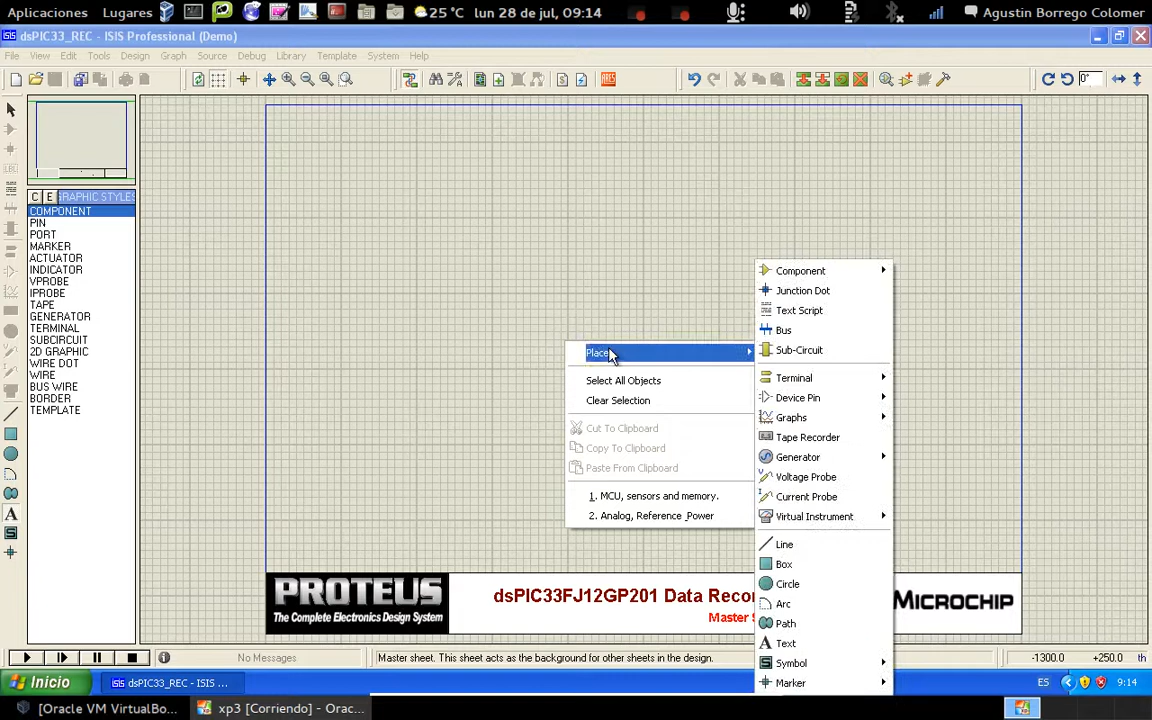 Aplicaciones Lugares 25 °C lun 28 de jul, 09:14 Agustin Borrego Colomer
dsPIC33_REC - ISIS Professional (Demo)
File View Edit Tools Design Graph Source Debug Library Template System Help
LBL
0°
C E GRAPHIC STYLES
COMPONENT
PIN
PORT
MARKER
ACTUATOR
INDICATOR
VPROBE
IPROBE
TAPE
GENERATOR
TERMINAL
SUBCIRCUIT
2D GRAPHIC
WIRE DOT
WIRE
BUS WIRE
BORDER
TEMPLATE
Place
Select All Objects
Clear Selection
Cut To Clipboard
Copy To Clipboard
Paste From Clipboard
1. MCU, sensors and memory.
2. Analog, Reference _Power
Component
Junction Dot
Text Script
Bus
Sub-Circuit
Terminal
Device Pin
Graphs
Tape Recorder
Generator
Voltage Probe
Current Probe
Virtual Instrument
Line
Box
Circle
Arc
Path
Text
Symbol
Marker
PROTEUS
The Complete Electronics Design System
dsPIC33FJ12GP201 Data Reco
Master S
MICROCHIP
No Messages Master sheet. This sheet acts as the background for other sheets in the design. -1300.0 +250.0 th
Inicio dsPIC33_REC - ISIS ... ES 9:14
[Oracle VM VirtualBo... xp3 [Corriendo] - Orac...